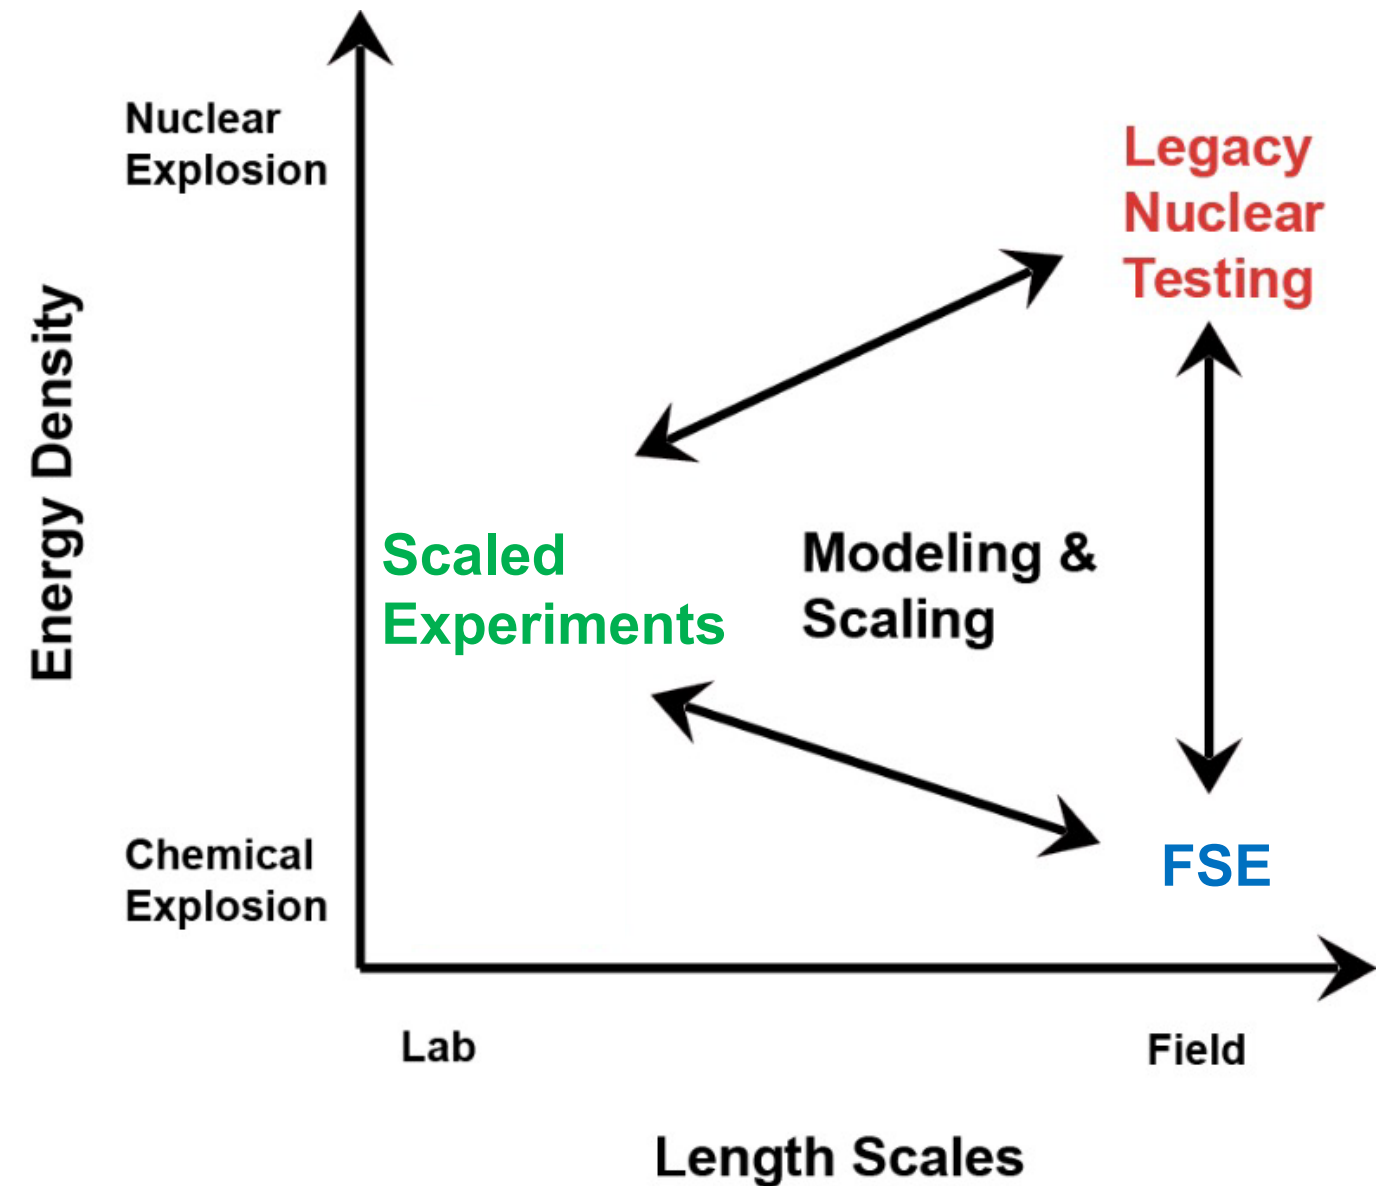 Nuclear
Explosion
Legacy
Nuclear
Testing
Energy Density
Scaled
Experiments
Modeling &
Scaling
Chemical
Explosion
FSE
Lab
Field
Length Scales